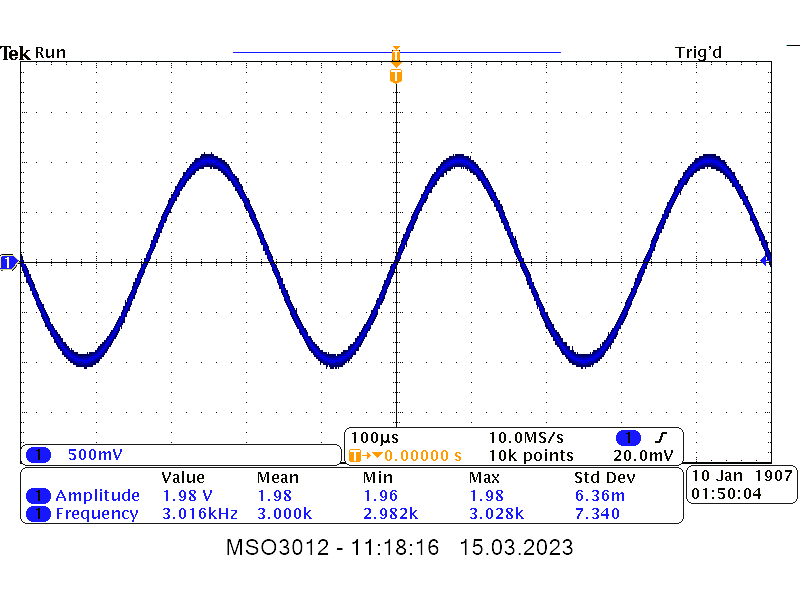 Tek Run Trig'd
T
T
1
1 500mV
100µs 10.0MS/s 1
T 0.00000 s 10k points 20.0mV
Value Mean Min Max Std Dev
1 Amplitude 1.98 V 1.98 1.96 1.98 6.36m
1 Frequency 3.016kHz 3.000k 2.982k 3.028k 7.340
10 Jan 1907
01:50:04
MSO3012 - 11:18:16 15.03.2023